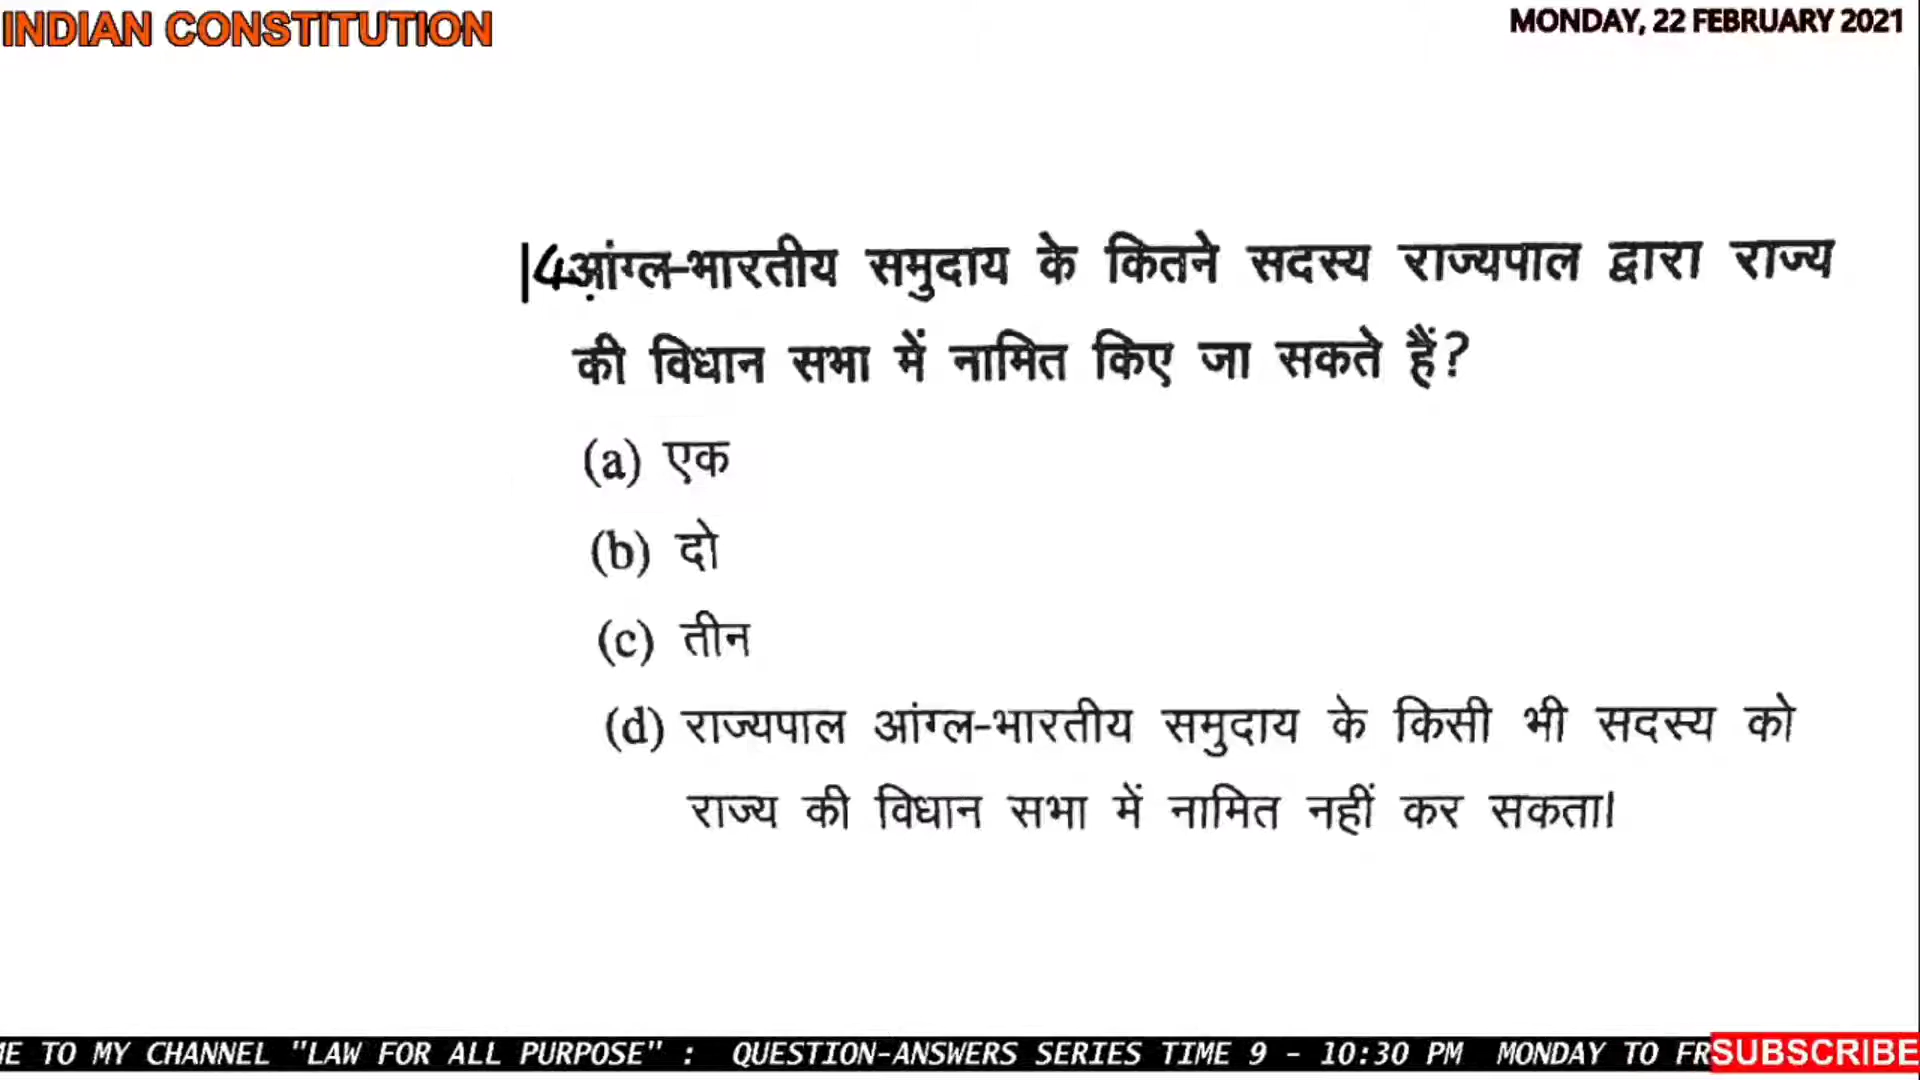 INDIAN CONSTITUTION
MONDAY, 22 FEBRUARY 2021
14. आंग्ल-भारतीय समुदाय के कितने सदस्य राज्यपाल द्वारा राज्य
की विधान सभा में नामित किए जा सकते हैं?
(a) एक
(b) दो
(c) तीन
(d) राज्यपाल आंग्ल-भारतीय समुदाय के किसी भी सदस्य को
राज्य की विधान सभा में नामित नहीं कर सकता।
ME TO MY CHANNEL "LAW FOR ALL PURPOSE" : QUESTION-ANSWERS SERIES TIME 9 - 10:30 PM MONDAY TO FR
SUBSCRIBE